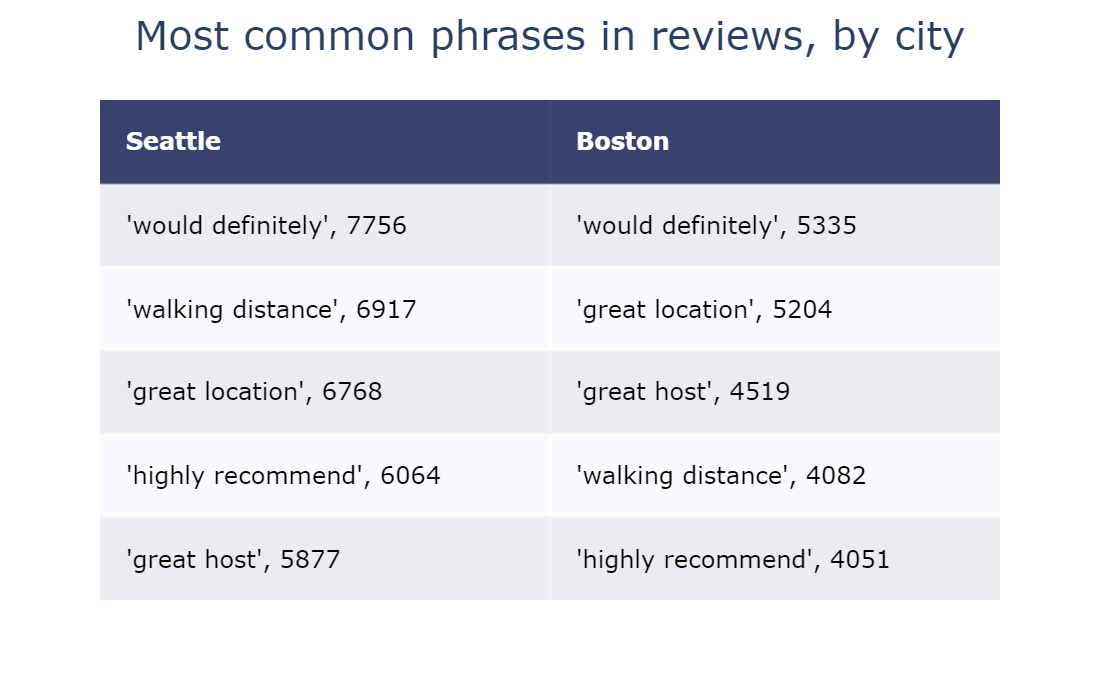 Most common phrases in reviews, by city
Seattle Boston
'would definitely', 7756 'would definitely', 5335
'walking distance', 6917 'great location', 5204
'great location', 6768 'great host', 4519
'highly recommend', 6064 'walking distance', 4082
'great host', 5877 'highly recommend', 4051